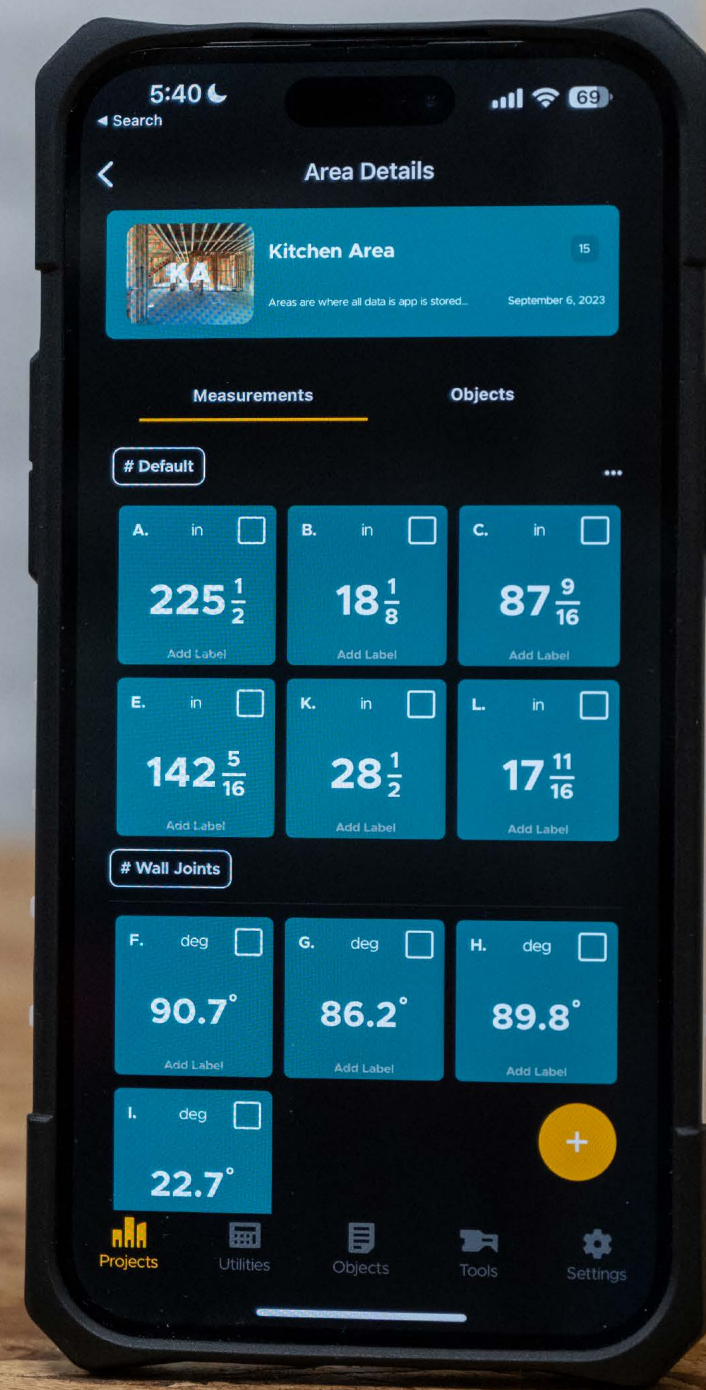 5:40 69
◀ Search
Area Details
KA
Kitchen Area 15
Areas are where all data is app is stored... September 6, 2023
Measurements Objects
# Default ...
A. in B. in C. in
225 1/2 18 1/8 87 9/16
Add Label Add Label Add Label
E. in K. in L. in
142 5/16 28 1/2 17 11/16
Add Label Add Label Add Label
# Wall Joints
F. deg G. deg H. deg
90.7° 86.2° 89.8°
Add Label Add Label Add Label
I. deg
22.7° +
Projects Utilities Objects Tools Settings